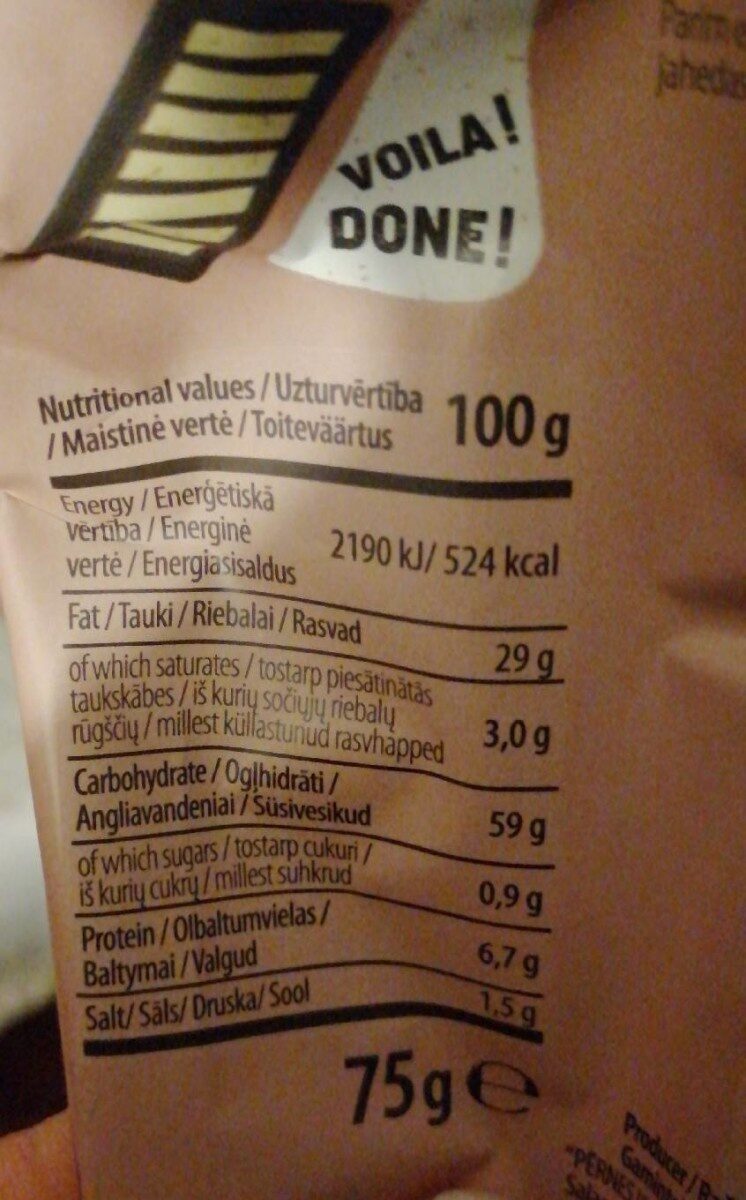 VOILA!
DONE!
Nutritional values / Uzturvērtība
/ Maistinė vertė / Toiteväärtus
100 g
Energy / Enerģētiskā
vērtība / Energinė
vertė / Energiasisaldus
2190 kJ/ 524 kcal
Fat / Tauki / Riebalai / Rasvad
29 g
of which saturates / tostarp piesātinātās
taukskābes / iš kurių sočiųjų riebalų
rūgščių / millest küllastunud rasvhapped
3,0 g
Carbohydrate / Ogļhidrāti /
Angliavandeniai / Süsivesikud
59 g
of which sugars / tostarp cukuri /
iš kurių cukrų / millest suhkrud
0,9 g
Protein / Olbaltumvielas /
Baltymai / Valgud
6,7 g
Salt/ Sāls/ Druska/ Sool
1,5 g
75g e
Producer /